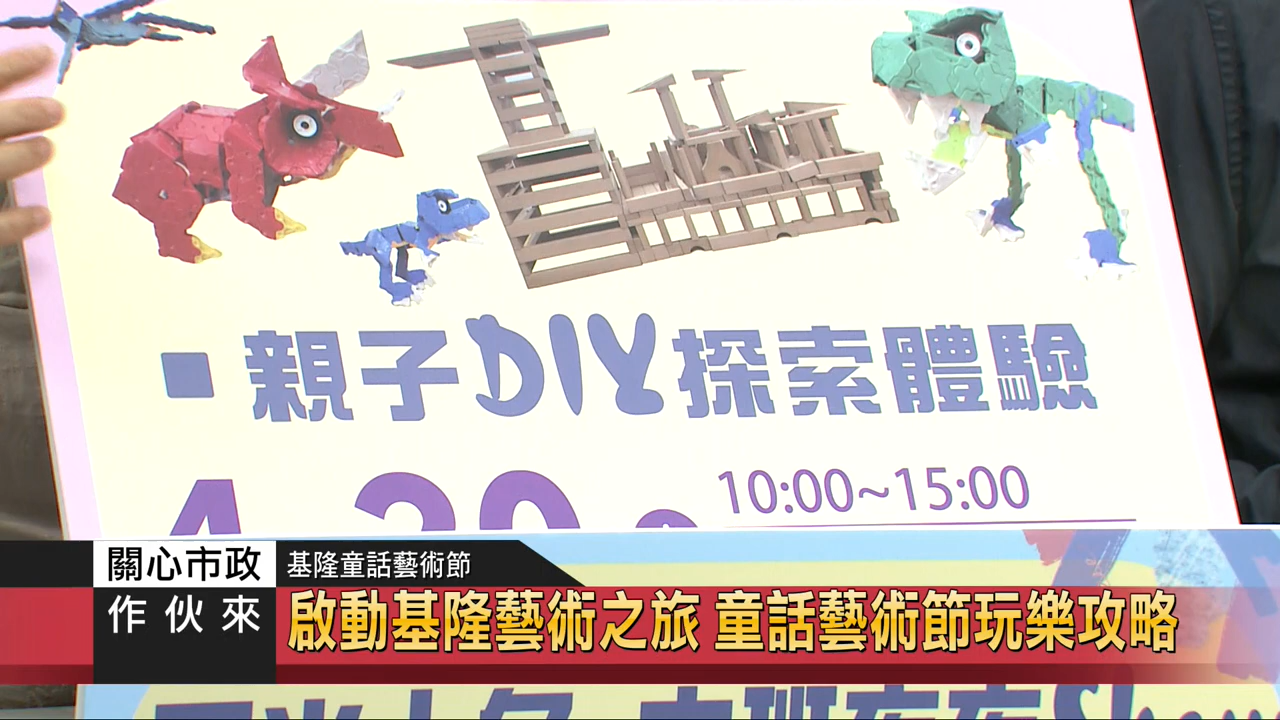 ▪親子DIY探索體驗
10:00~15:00
關心市政
作伙來
基隆童話藝術節
啟動基隆藝術之旅 童話藝術節玩樂攻略